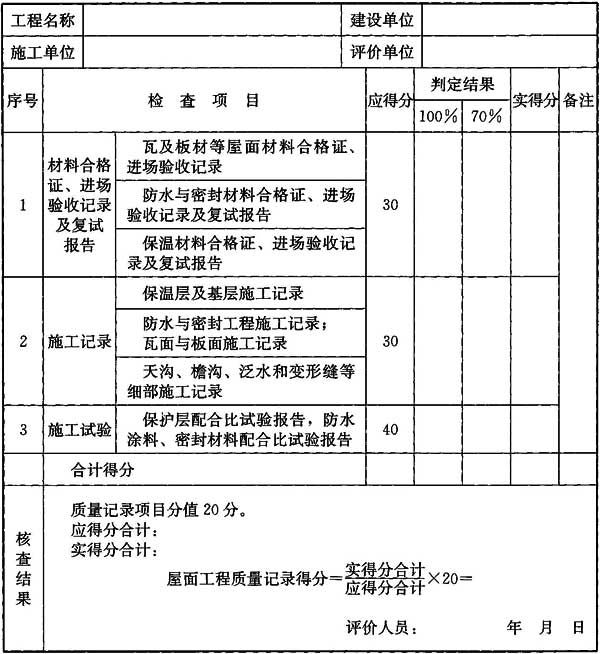 工程名称 建设单位
施工单位 评价单位
序号 检查项目 应得分 判定结果 实得分 备注
100% 70%
1 材料合格证、进场验收记录及复试报告 30
瓦及板材等屋面材料合格证、
进场验收记录
防水与密封材料合格证、进场
验收记录及复试报告
保温材料合格证、进场验收记
录及复试报告
2 施工记录 30
保温层及基层施工记录
防水与密封工程施工记录；
瓦面与板面施工记录
天沟、檐沟、泛水和变形缝等
细部施工记录
3 施工试验 40
保护层配合比试验报告，防水
涂料、密封材料配合比试验报告
合计得分
核查结果
质量记录项目分值20分。
应得分合计：
实得分合计：
屋面工程质量记录得分=实得分合计/应得分合计×20=
评价人员： 年 月 日